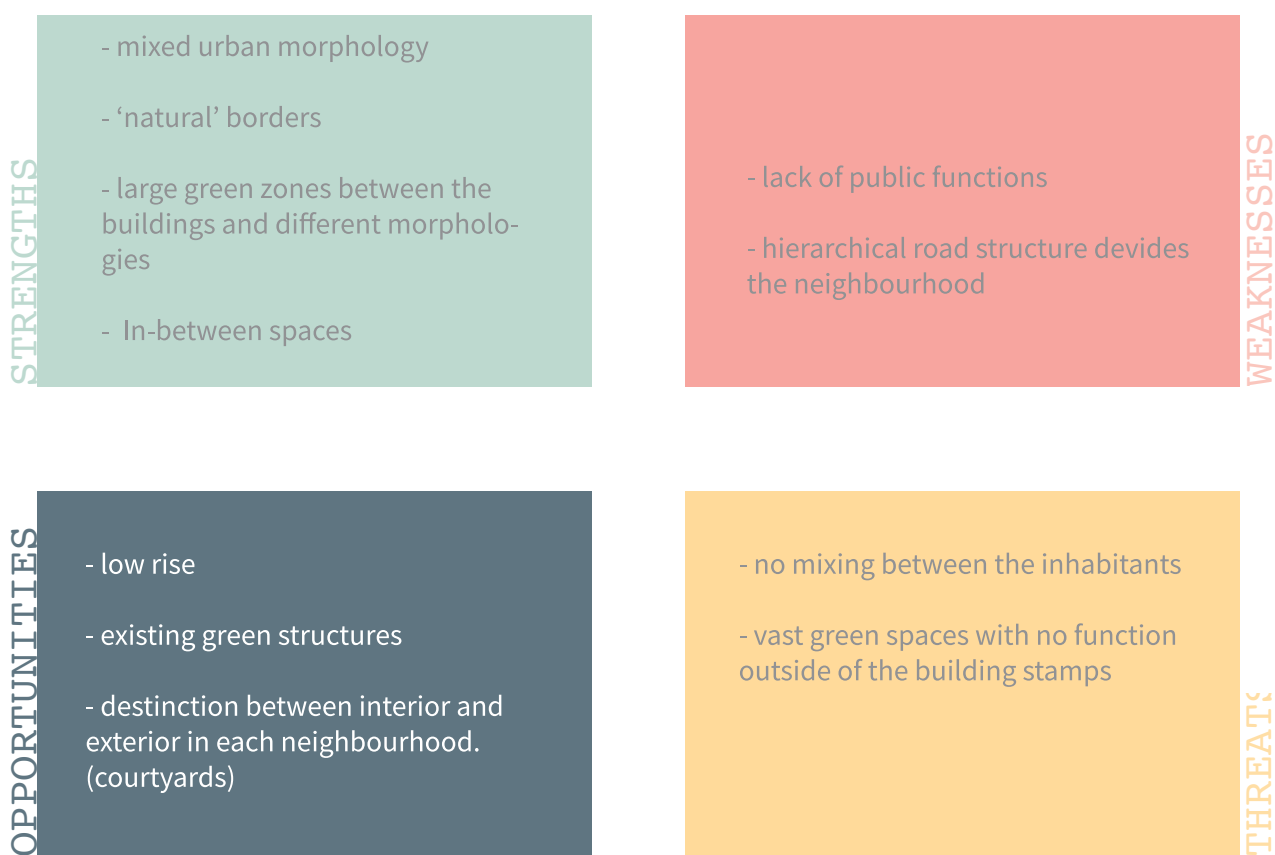 STRENGTHS
- mixed urban morphology
- ‘natural’ borders
- large green zones between the
buildings and different morpholo-
gies
- In-between spaces
WEAKNESSES
- lack of public functions
- hierarchical road structure devides
the neighbourhood
OPPORTUNITIES
- low rise
- existing green structures
- destinction between interior and
exterior in each neighbourhood.
(courtyards)
THREATS
- no mixing between the inhabitants
- vast green spaces with no function
outside of the building stamps